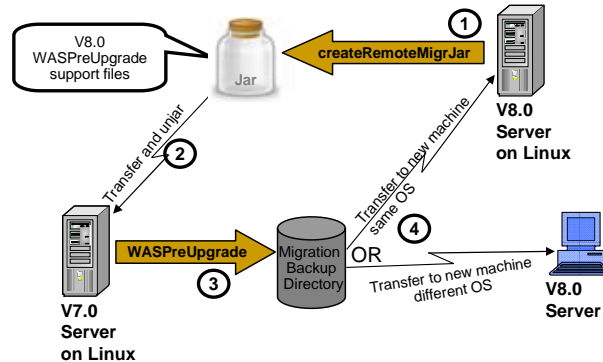 V8.0
WASPreUpgrade
support files
Jar
createRemoteMigrJar
1
V8.0
Server
on Linux
Transfer and unjar
2
Transfer to new machine
same OS
V7.0
Server
on Linux
WASPreUpgrade
3
Migration
Backup
Directory
OR
4
Transfer to new machine
different OS
V8.0
Server